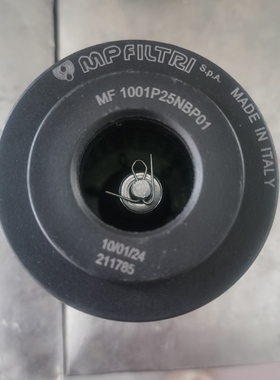 MPFILTRI S.p.A.
MADE IN ITALY
MF 1001P25NBP01
10/01/24
211785